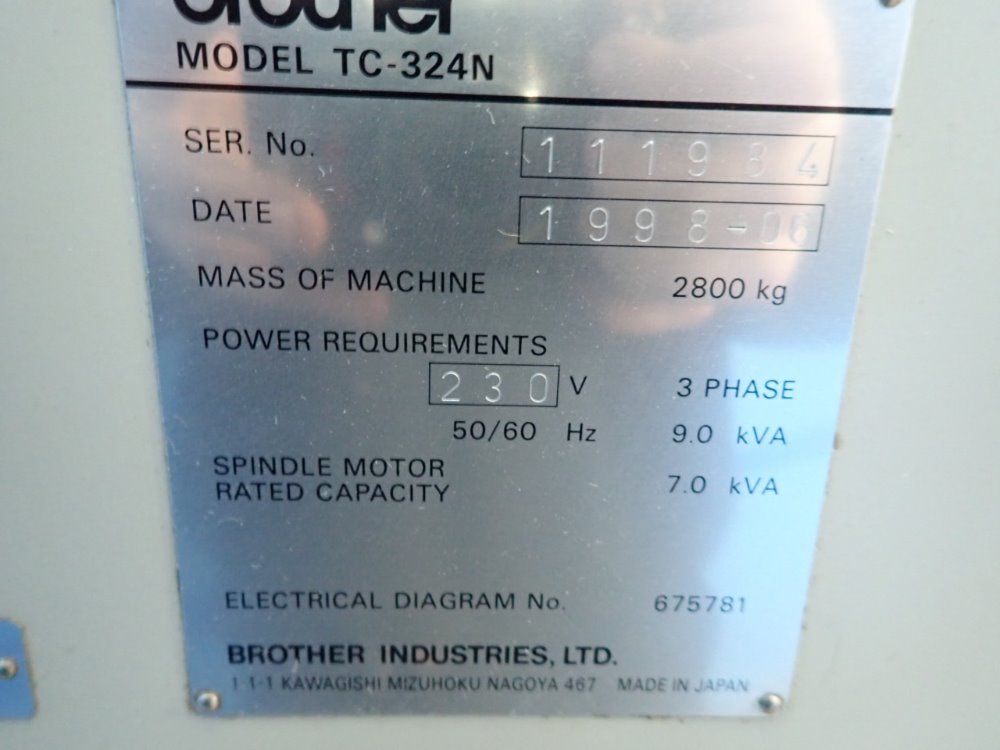 brother
MODEL TC-324N
SER. No. 111984
DATE 1998-06
MASS OF MACHINE 2800 kg
POWER REQUIREMENTS
230 V 3 PHASE
50/60 Hz 9.0 kVA
SPINDLE MOTOR
RATED CAPACITY 7.0 kVA
ELECTRICAL DIAGRAM No. 675781
BROTHER INDUSTRIES, LTD.
1-1-1 KAWAGISHI MIZUHOKU NAGOYA 467 MADE IN JAPAN